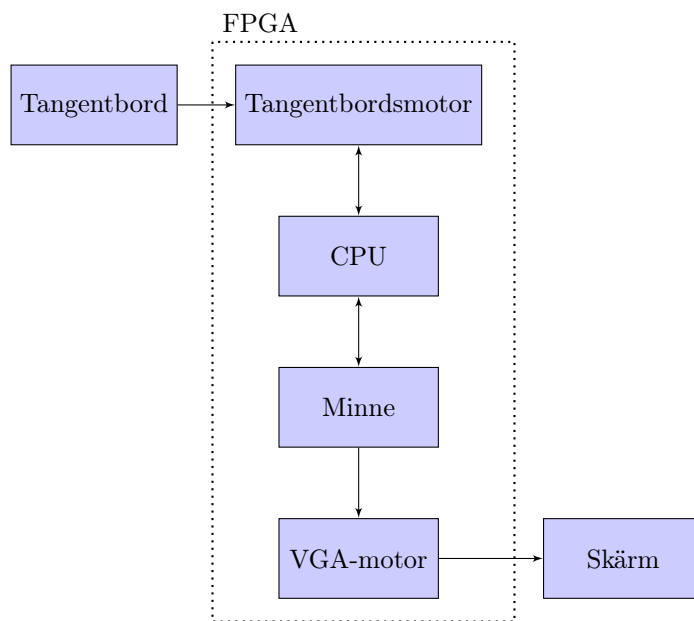 FPGA
Tangentbord
Tangentbordsmotor
CPU
Minne
VGA-motor
Skärm